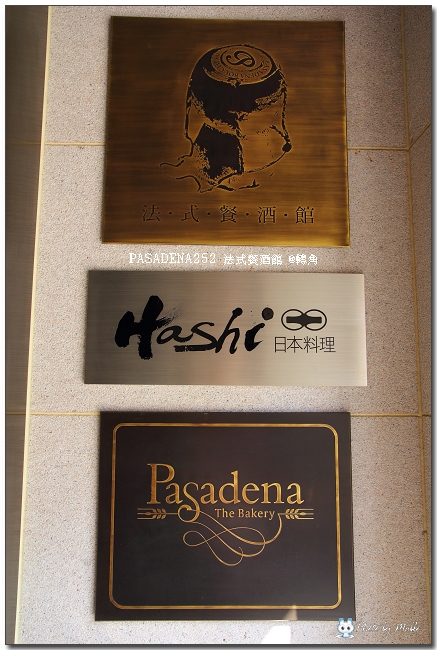 法·式·餐·酒·館
PASADENA252 法式餐酒館 @轉角
Hashi
日本料理
Pasadena
The Bakery